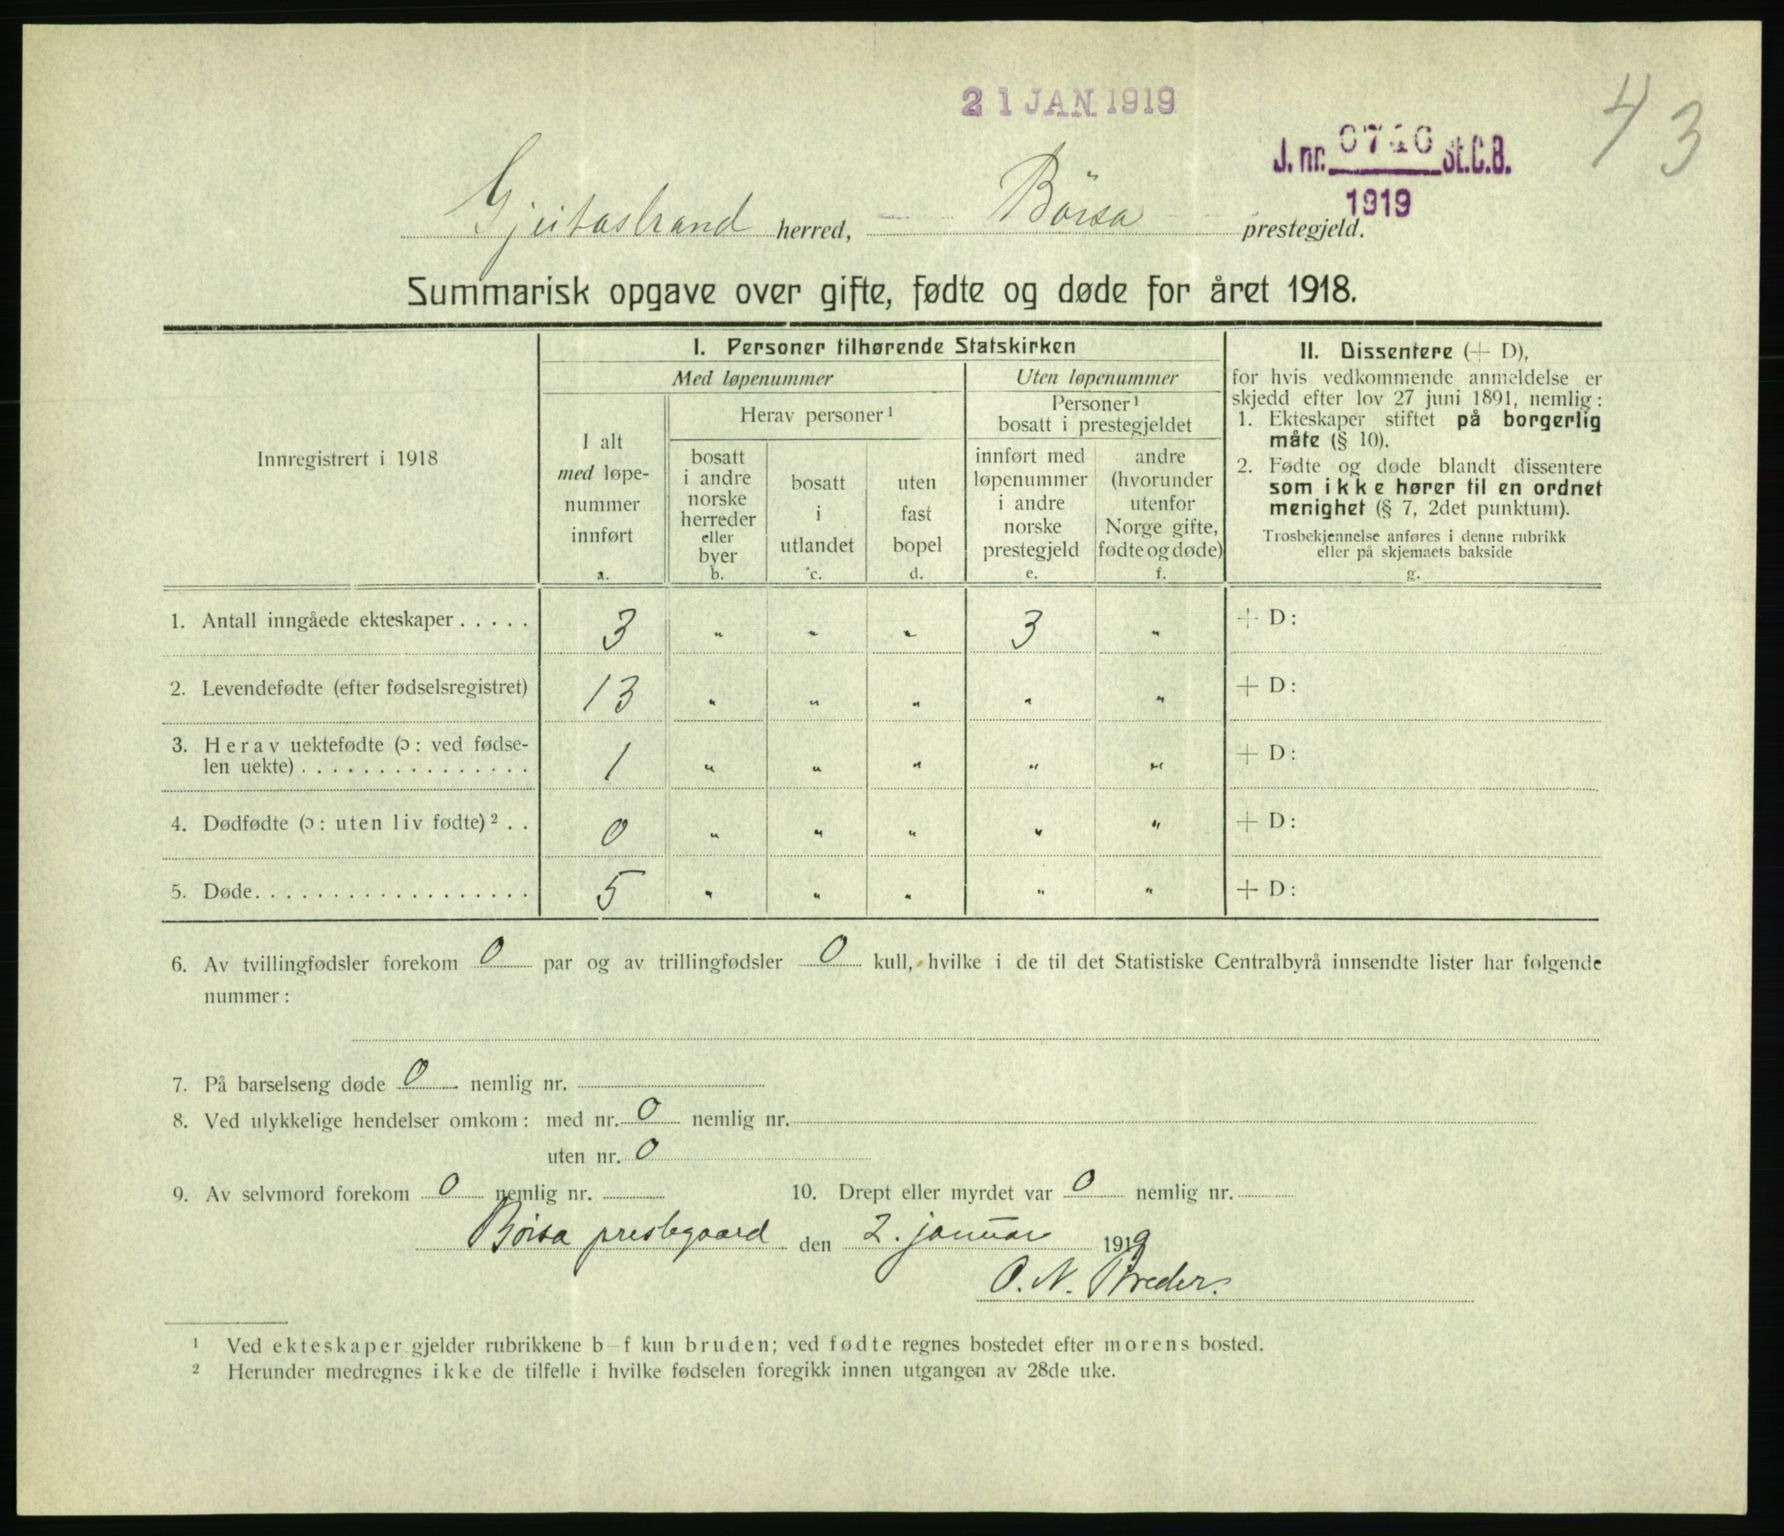 21 JAN 1919
43
J. nr. 0740 St.C.B.
1919
Gjeitastrand herred, Börsa prestegjeld.
Summarisk opgave over gifte, fødte og døde for året 1918.
Innregistrert i 1918
I. Personer tilhørende Statskirken
Med løpenummer
Uten løpenummer
I alt med løpenummer innført
a.
Herav personer¹
bosatt i andre norske herreder eller byer
b.
bosatt i utlandet
c.
uten fast bopel
d.
Personer¹ bosatt i prestegjeldet
innført med løpenummer i andre norske prestegjeld
e.
andre (hvorunder utenfor Norge gifte, fødte og døde)
f.
II. Dissentere (+ D),
for hvis vedkommende anmeldelse er
skjedd efter lov 27 juni 1891, nemlig:
1. Ekteskaper stiftet på borgerlig
måte (§ 10).
2. Fødte og døde blandt dissentere
som ikke hører til en ordnet
menighet (§ 7, 2det punktum).
Trosbekjennelse anføres i denne rubrikk
eller på skjemaets bakside
g.
1. Antall inngåede ekteskaper . . . . . 3 " " " 3 " + D:
2. Levendefødte (efter fødselsregistret) 13 " " " " " + D:
3. Herav uektefødte (ɔ: ved fødse-
len uekte) . . . . . . . . . . . . . . . 1 " " " " " + D:
4. Dødfødte (ɔ: uten liv fødte)² . . 0 " " " " " + D:
5. Døde. . . . . . . . . . . . . . . . . . 5 " " " " " + D:
6. Av tvillingfødsler forekom 0 par og av trillingfødsler 0 kull, hvilke i de til det Statistiske Centralbyrå innsendte lister har følgende
nummer:
7. På barselseng døde 0 nemlig nr.
8. Ved ulykkelige hendelser omkom: med nr. 0 nemlig nr.
uten nr. 0
9. Av selvmord forekom 0 nemlig nr. 10. Drept eller myrdet var 0 nemlig nr.
Börsa prestegaard den 2. januar 1919
O. N. Breder.
¹ Ved ekteskaper gjelder rubrikkene b–f kun bruden; ved fødte regnes bostedet efter morens bosted.
² Herunder medregnes ikke de tilfelle i hvilke fødselen foregikk innen utgangen av 28de uke.